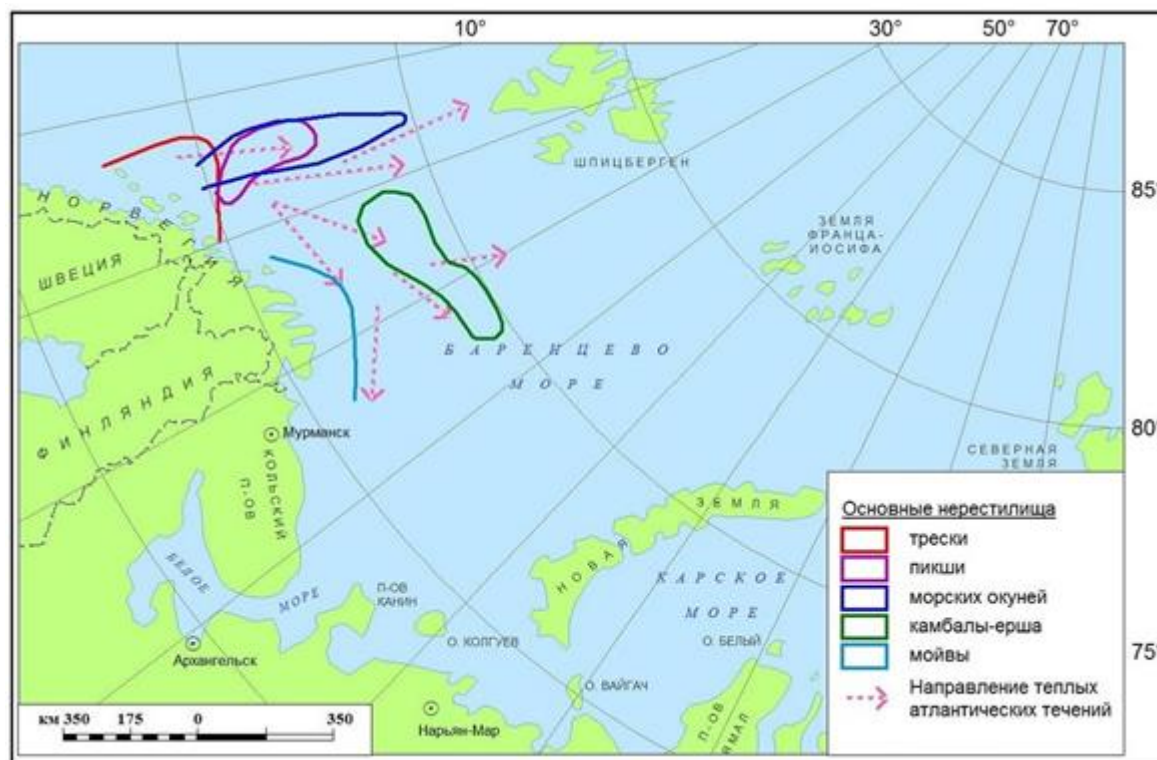 10°
30°
50°
70°
85°
80°
75°
ШПИЦБЕРГЕН
ЗЕМЛЯ
ФРАНЦА-
ИОСИФА
НОРВЕГИЯ
ШВЕЦИЯ
ФИНЛЯНДИЯ
БАРЕНЦЕВО
МОРЕ
Мурманск
КОЛЬСКИЙ
П-ОВ
СЕВЕРНАЯ
ЗЕМЛЯ
НОВАЯ ЗЕМЛЯ
КАРСКОЕ
МОРЕ
БЕЛОЕ МОРЕ
П-ОВ
КАНИН
О. КОЛГУЕВ
О. БЕЛЫЙ
О. ВАЙГАЧ
П-ОВ
ЯМАЛ
Архангельск
Нарьян-Мар
км 350 175 0 350
Основные нерестилища
трески
пикши
морских окуней
камбалы-ерша
мойвы
Направление теплых
атлантических течений